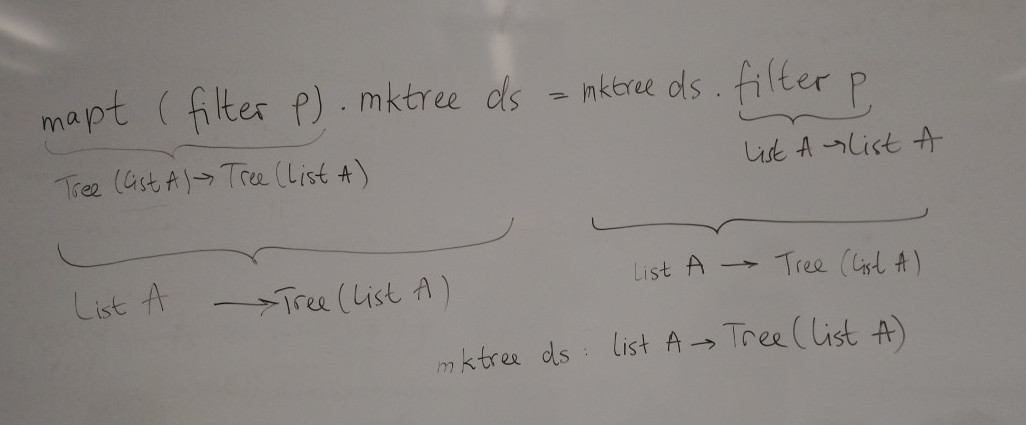 mapt (filter p) . mktree ds = mktree ds . filter p
List A → List A
Tree (List A) → Tree (List A)
List A → Tree (List A)
List A → Tree (List A)
mktree ds : list A → Tree (list A)